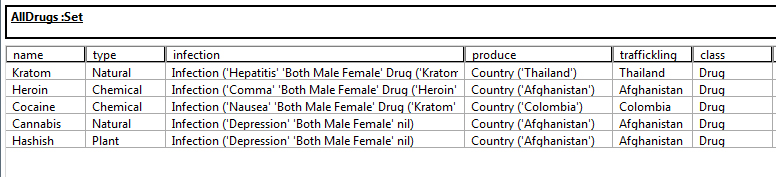 AllDrugs :Set
name type infection produce traffickling class
Kratom Natural Infection ('Hepatitis' 'Both Male Female' Drug ('Kratom Country ('Thailand') Thailand Drug
Heroin Chemical Infection ('Comma' 'Both Male Female' Drug ('Heroin' Country ('Afghanistan') Afghanistan Drug
Cocaine Chemical Infection ('Nausea' 'Both Male Female' Drug ('Kratom' Country ('Colombia') Colombia Drug
Cannabis Natural Infection ('Depression' 'Both Male Female' nil) Country ('Afghanistan') Afghanistan Drug
Hashish Plant Infection ('Depression' 'Both Male Female' nil) Country ('Afghanistan') Afghanistan Drug